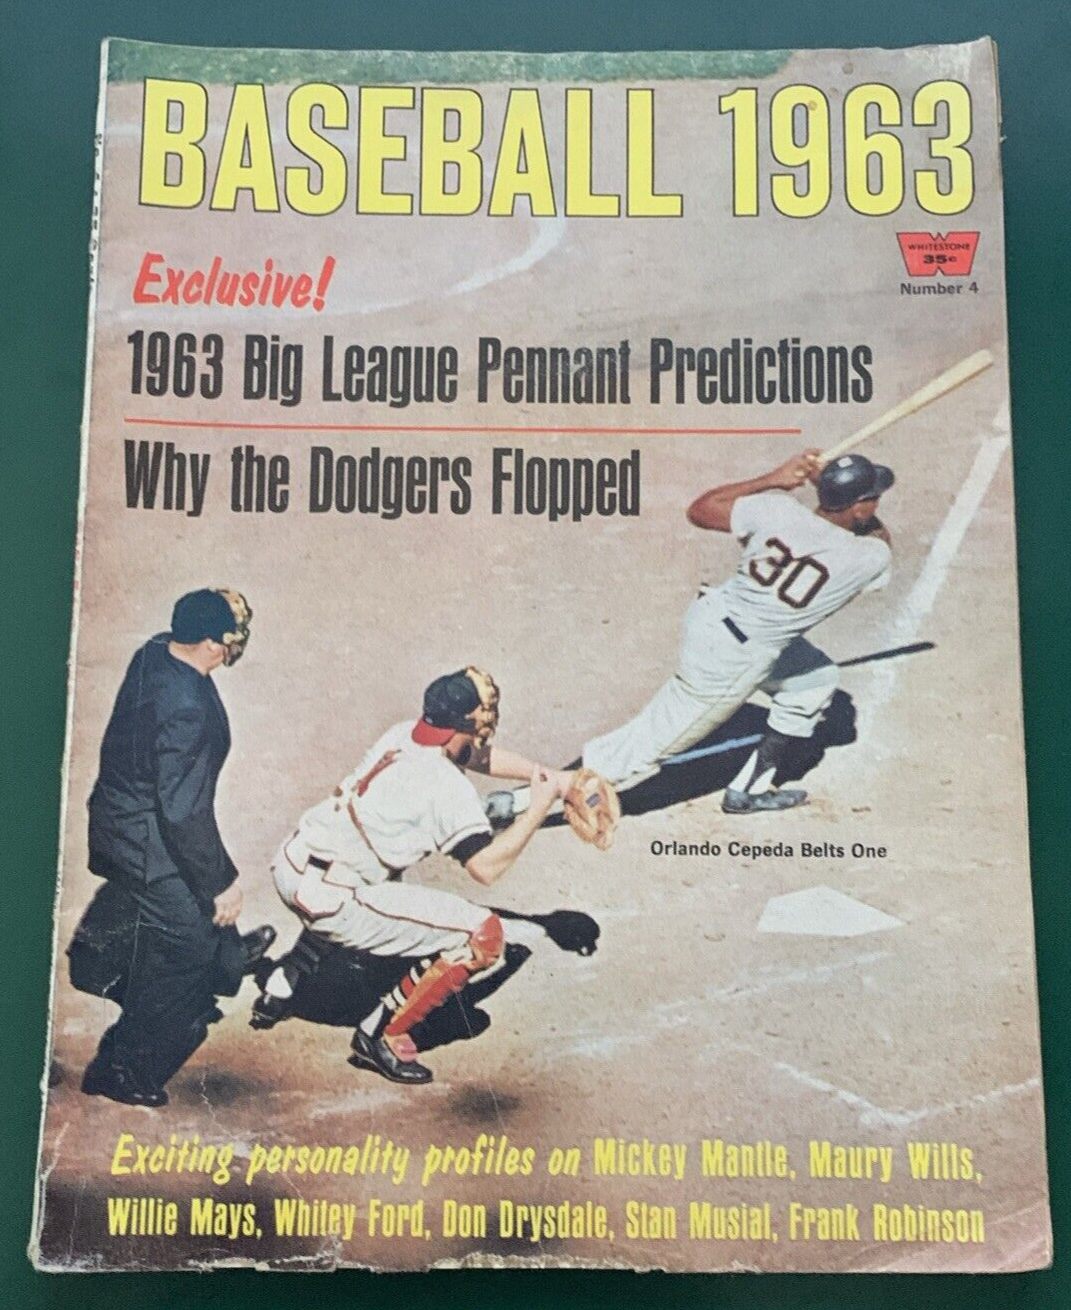 BASEBALL 1963
WHITESTONE
35c
Number 4
Exclusive!
1963 Big League Pennant Predictions
Why the Dodgers Flopped
30
Orlando Cepeda Belts One
Exciting personality profiles on Mickey Mantle, Maury Wills,
Willie Mays, Whitey Ford, Don Drysdale, Stan Musial, Frank Robinson